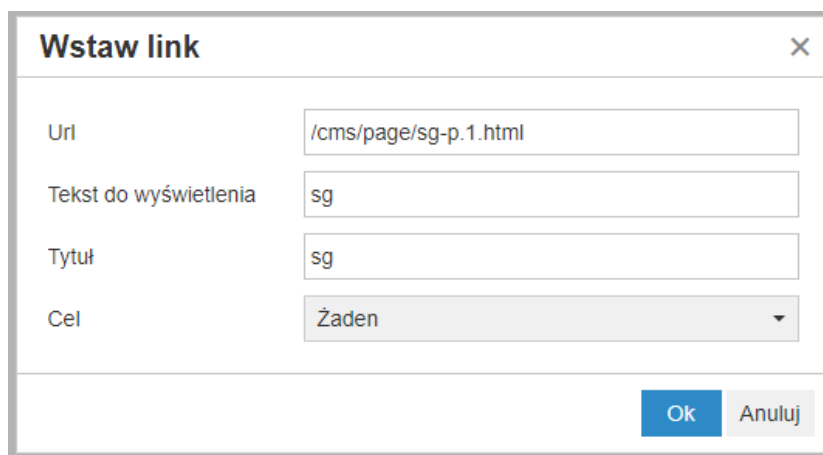 Wstaw link ×
Url /cms/page/sg-p.1.html
Tekst do wyświetlenia sg
Tytuł sg
Cel Żaden
Ok Anuluj